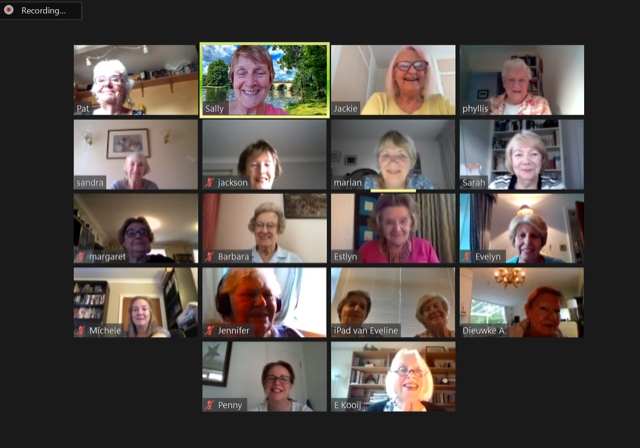 Recording...
Pat
Sally
Jackie
phyllis
sandra
jackson
marian
Sarah
margaret
Barbara
Estlyn
Evelyn
Michele
Jennifer
iPad van Eveline
Dieuwke A.
Penny
E Kooij